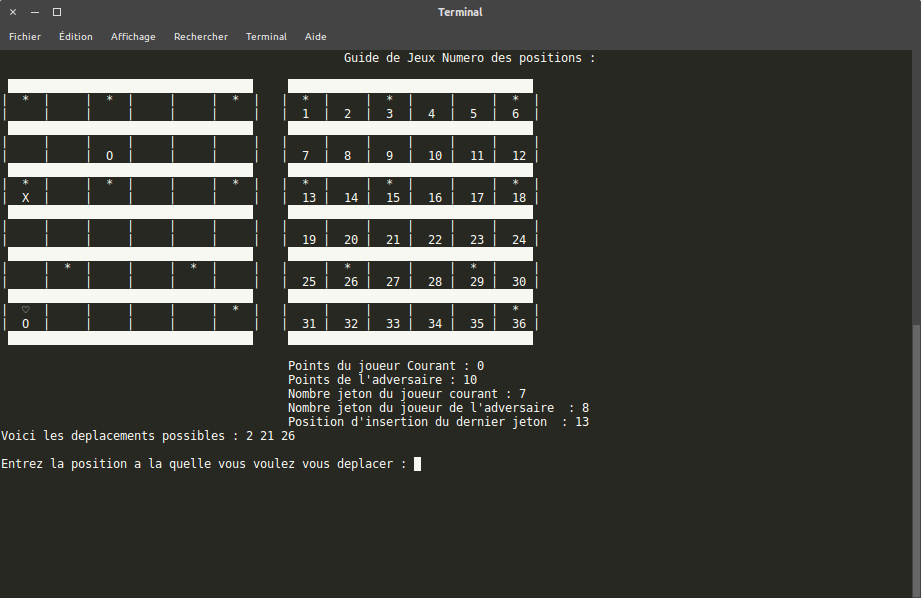 Terminal
Fichier Édition Affichage Rechercher Terminal Aide
Guide de Jeux Numero des positions :
| * | | * | | | * | | * | | * | | | * |
| | | | | | | | 1 | 2 | 3 | 4 | 5 | 6 |
| | | | | | | | | | | | | |
| | | O | | | | | 7 | 8 | 9 | 10 | 11 | 12 |
| * | | * | | | * | | * | | * | | | * |
| X | | | | | | | 13 | 14 | 15 | 16 | 17 | 18 |
| | | | | | | | | | | | | |
| | | | | | | | 19 | 20 | 21 | 22 | 23 | 24 |
| | * | | | * | | | | * | | | * | |
| | | | | | | | 25 | 26 | 27 | 28 | 29 | 30 |
| ♡ | | | | | * | | | | | | | * |
| O | | | | | | | 31 | 32 | 33 | 34 | 35 | 36 |
Points du joueur Courant : 0
Points de l'adversaire : 10
Nombre jeton du joueur courant : 7
Nombre jeton du joueur de l'adversaire : 8
Position d'insertion du dernier jeton : 13
Voici les deplacements possibles : 2 21 26
Entrez la position a la quelle vous voulez vous deplacer :